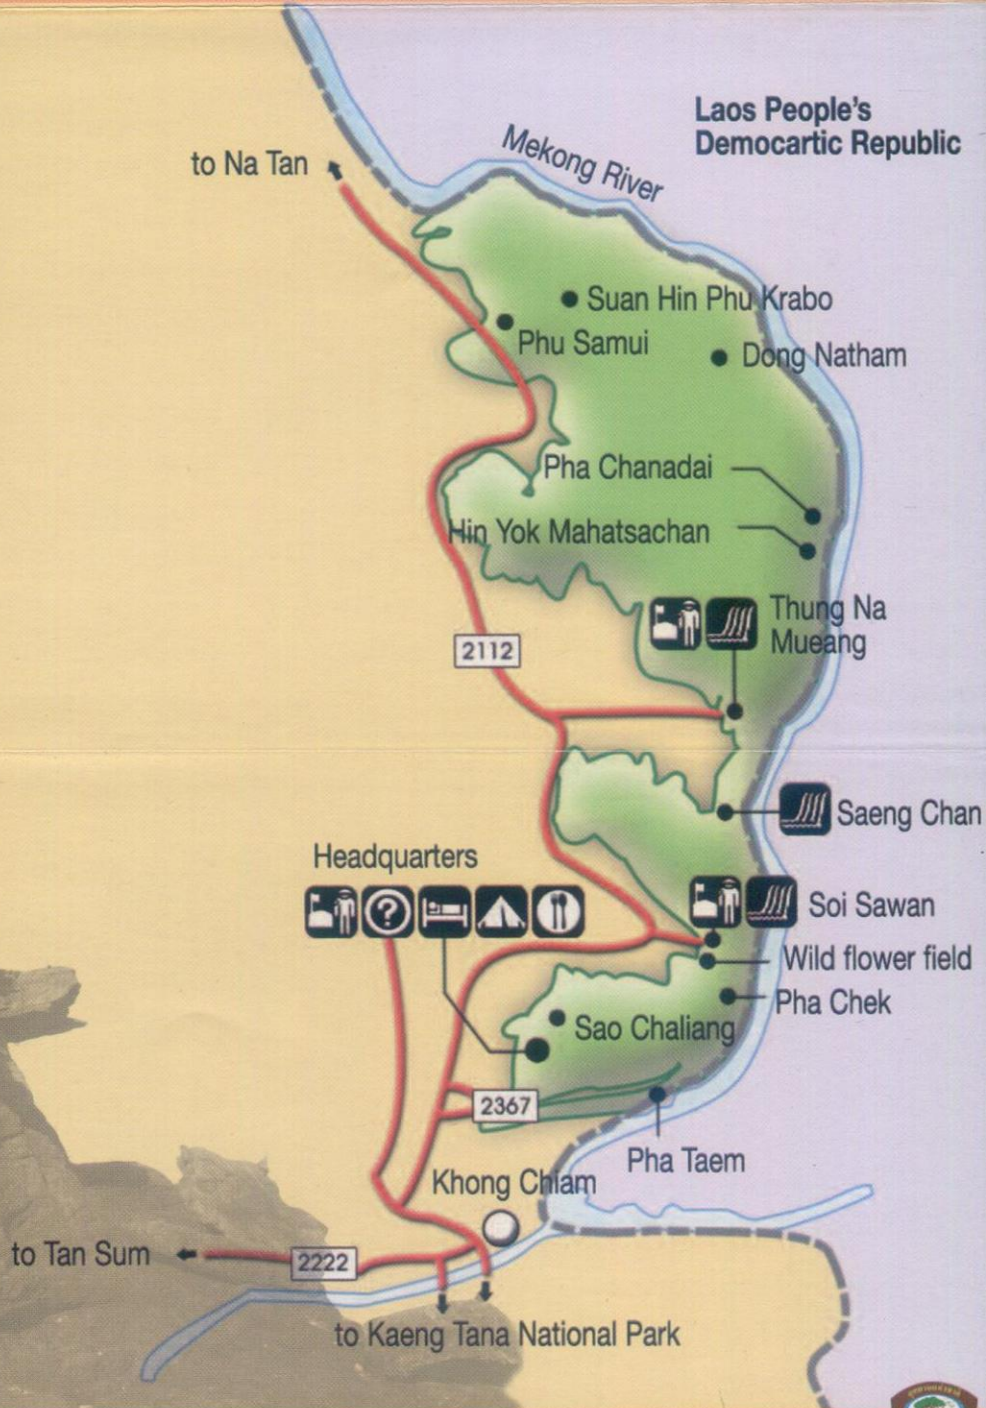 Laos People's
Democartic Republic
Mekong River
to Na Tan
Suan Hin Phu Krabo
Phu Samui
Dong Natham
Pha Chanadai
Hin Yok Mahatsachan
Thung Na
Mueang
2112
Saeng Chan
Headquarters
?
Soi Sawan
Wild flower field
Pha Chek
Sao Chaliang
2367
Pha Taem
Khong Chiam
to Tan Sum
2222
to Kaeng Tana National Park